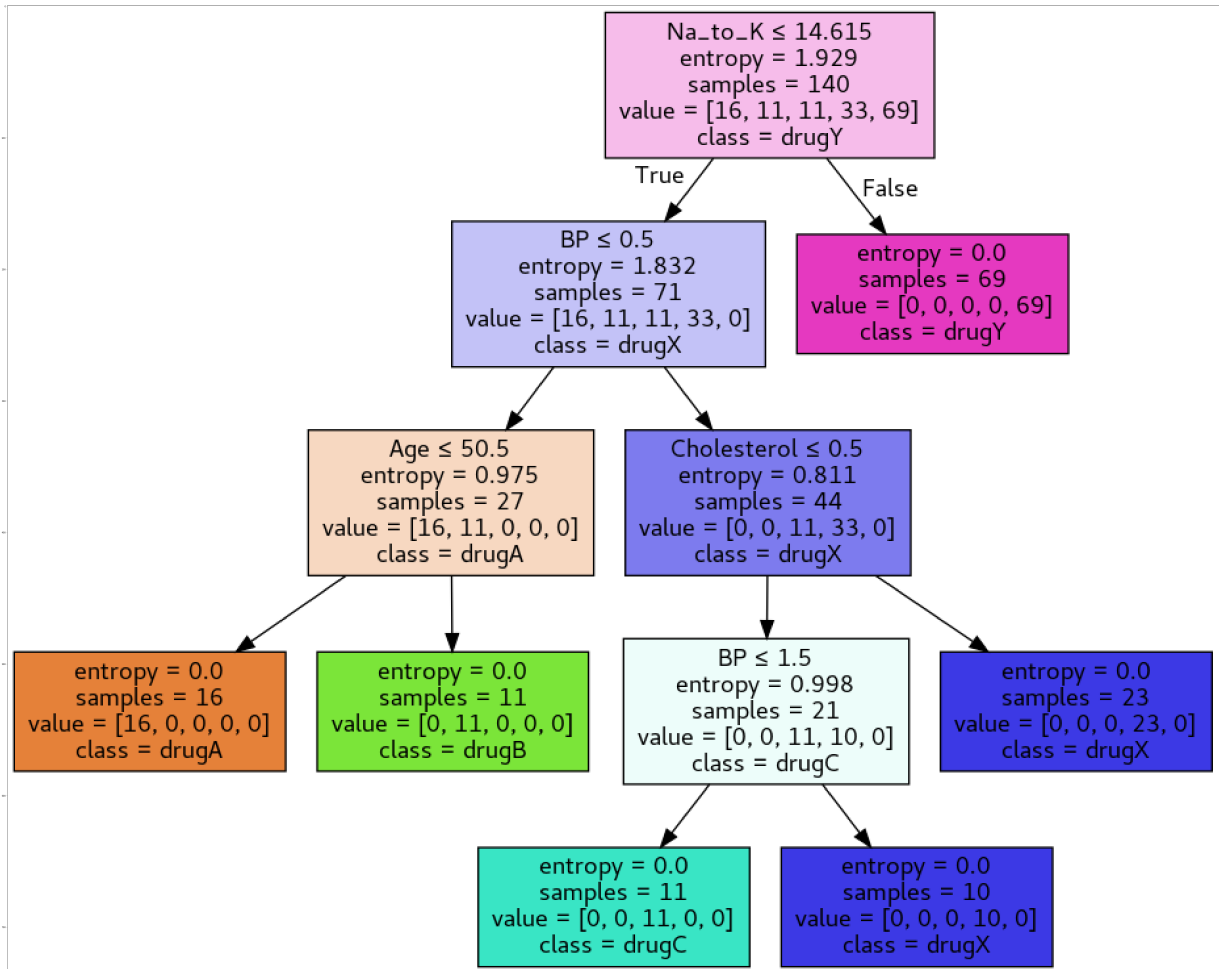 Na_to_K ≤ 14.615
entropy = 1.929
samples = 140
value = [16, 11, 11, 33, 69]
class = drugY
True
False
BP ≤ 0.5
entropy = 1.832
samples = 71
value = [16, 11, 11, 33, 0]
class = drugX
entropy = 0.0
samples = 69
value = [0, 0, 0, 0, 69]
class = drugY
Age ≤ 50.5
entropy = 0.975
samples = 27
value = [16, 11, 0, 0, 0]
class = drugA
Cholesterol ≤ 0.5
entropy = 0.811
samples = 44
value = [0, 0, 11, 33, 0]
class = drugX
entropy = 0.0
samples = 16
value = [16, 0, 0, 0, 0]
class = drugA
entropy = 0.0
samples = 11
value = [0, 11, 0, 0, 0]
class = drugB
BP ≤ 1.5
entropy = 0.998
samples = 21
value = [0, 0, 11, 10, 0]
class = drugC
entropy = 0.0
samples = 23
value = [0, 0, 0, 23, 0]
class = drugX
entropy = 0.0
samples = 11
value = [0, 0, 11, 0, 0]
class = drugC
entropy = 0.0
samples = 10
value = [0, 0, 0, 10, 0]
class = drugX